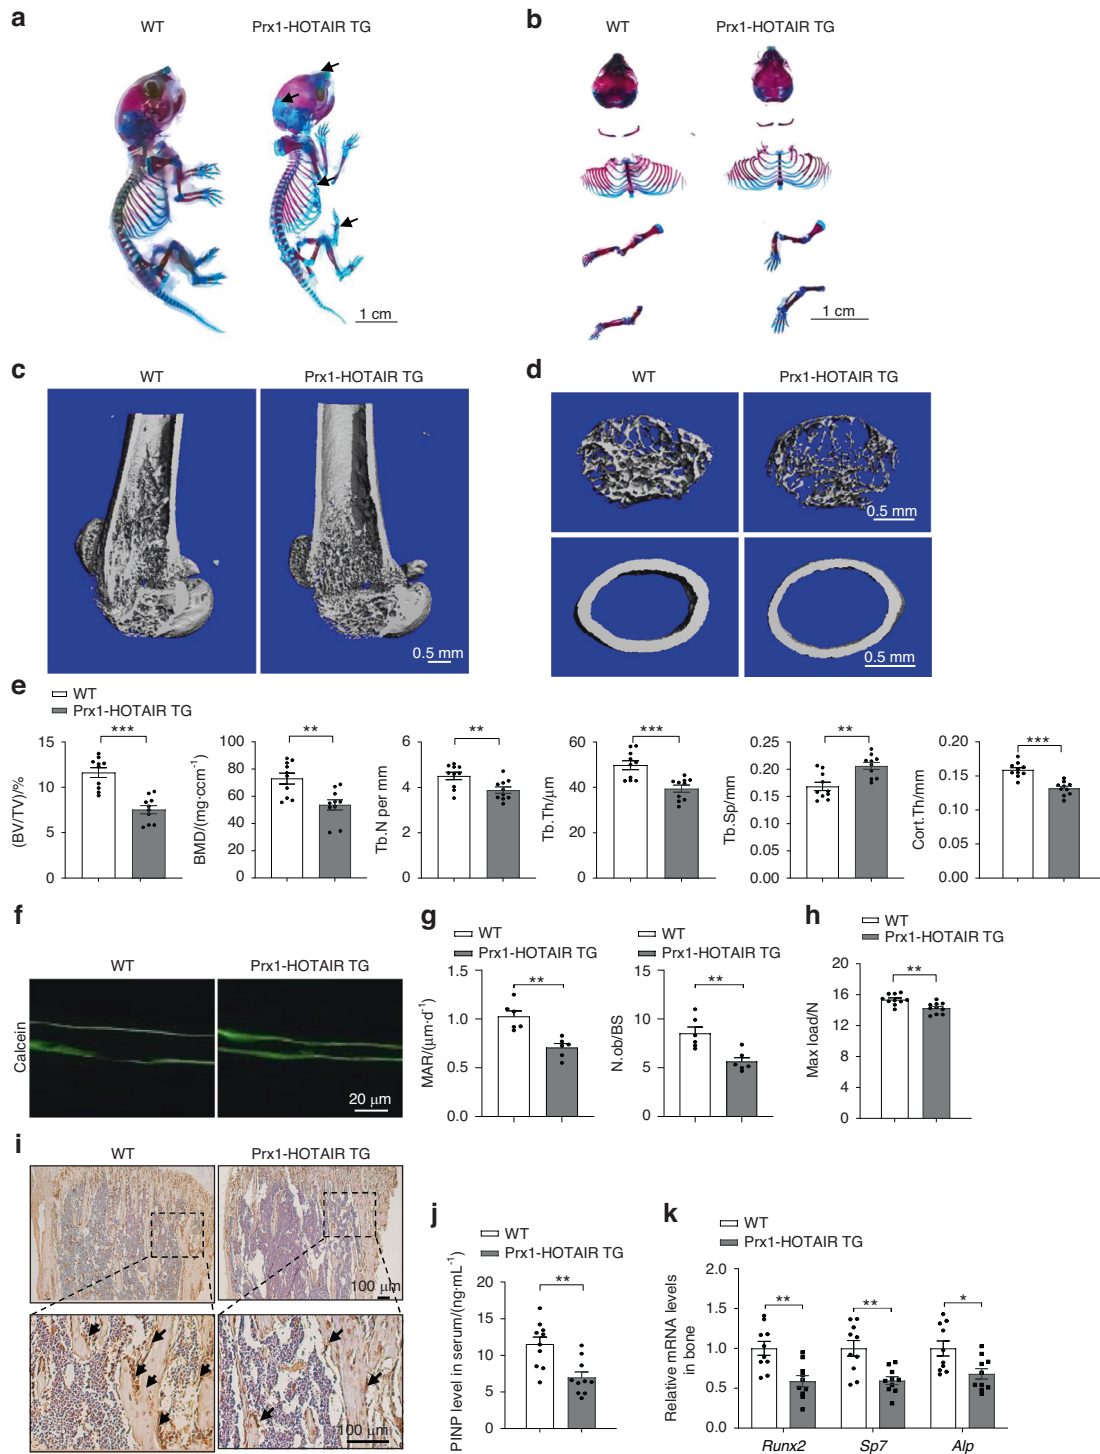 a
WT
Prx1-HOTAIR TG
1 cm
b
WT
Prx1-HOTAIR TG
1 cm
c
WT
Prx1-HOTAIR TG
0.5 mm
d
WT
Prx1-HOTAIR TG
0.5 mm
0.5 mm
e
WT
Prx1-HOTAIR TG
(BV/TV)/%
15
10
5
0
***
BMD/(mg·ccm⁻¹)
100
80
60
40
20
0
**
Tb.N per mm
6
4
2
0
**
Tb.Th/μm
80
60
40
20
0
***
Tb.Sp/mm
0.25
0.20
0.15
0.10
0.05
0.00
**
Cort.Th/mm
0.20
0.15
0.10
0.05
0.00
***
f
WT
Prx1-HOTAIR TG
Calcein
20 μm
g
WT
Prx1-HOTAIR TG
MAR/(μm·d⁻¹)
1.5
1.0
0.5
0.0
**
WT
Prx1-HOTAIR TG
N.ob/BS
15
10
5
0
**
h
WT
Prx1-HOTAIR TG
Max load/N
20
16
12
8
4
0
**
i
WT
Prx1-HOTAIR TG
100 μm
100 μm
j
WT
Prx1-HOTAIR TG
PINP level in serum/(ng·mL⁻¹)
20
15
10
5
0
**
k
WT
Prx1-HOTAIR TG
Relative mRNA levels
in bone
2.0
1.5
1.0
0.5
0.0
**
**
*
Runx2
Sp7
Alp